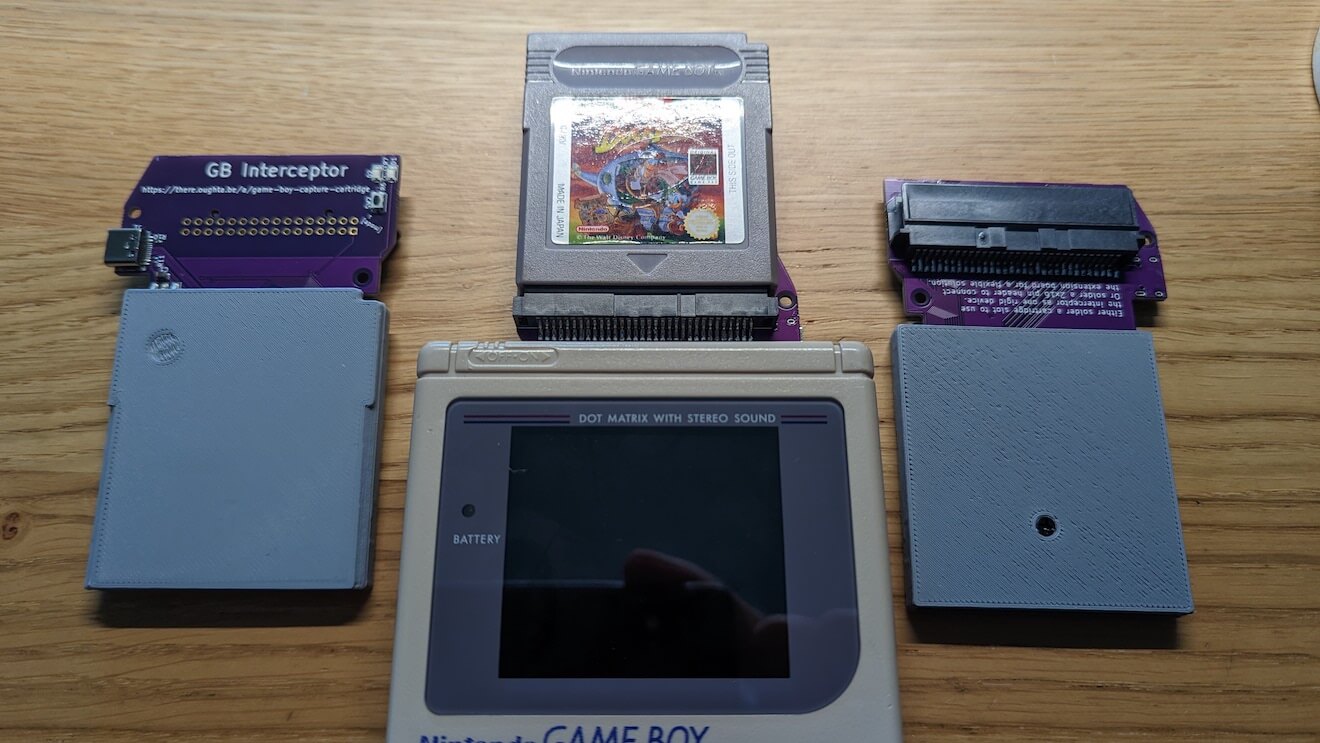 GB Interceptor
https://there.oughta.be/a/game-boy-capture-cartridge
Nintendo GAME BOY
ORIGINAL
MADE IN JAPAN
THIS SIDE OUT
Nintendo
© The Walt Disney Company
Either solder a cartridge slot to use
the interceptor as one rigid device.
Or solder a 2x16 pin header to connect
the extension board for a flexible solution.
OFF•ON
DOT MATRIX WITH STEREO SOUND
BATTERY
Nintendo GAME BOY